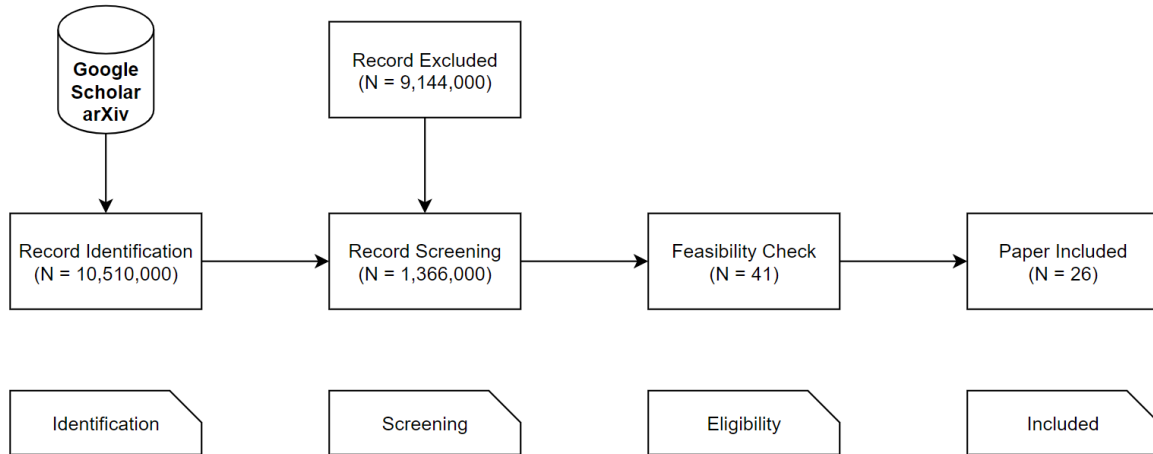 Google
Scholar
arXiv
Record Excluded
(N = 9,144,000)
Record Identification
(N = 10,510,000)
Record Screening
(N = 1,366,000)
Feasibility Check
(N = 41)
Paper Included
(N = 26)
Identification
Screening
Eligibility
Included